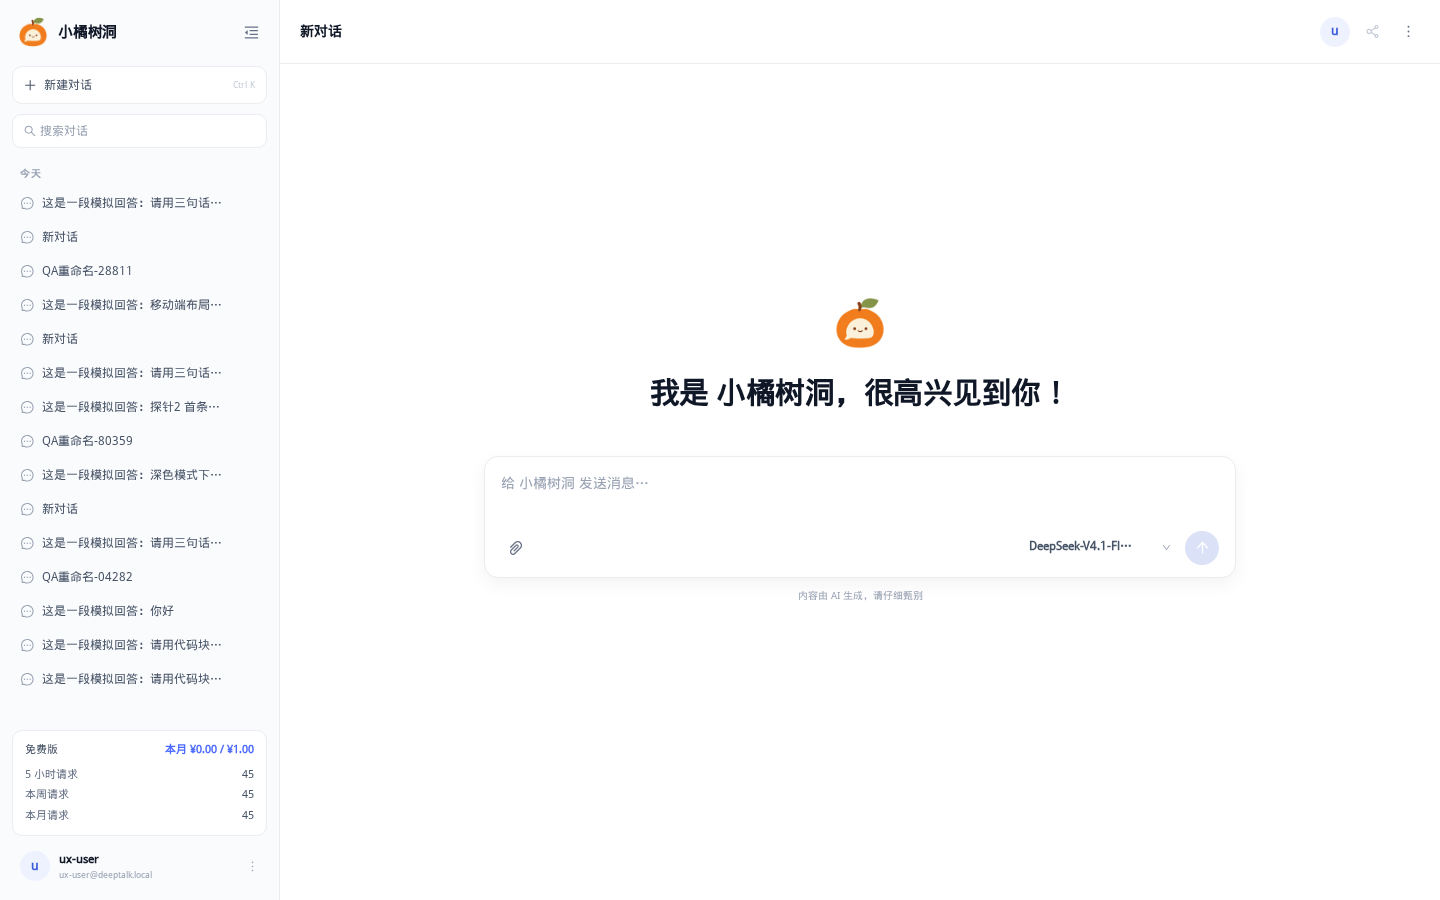 小橘树洞
新建对话
Ctrl K
搜索对话
今天
这是一段模拟回答：请用三句话…
新对话
QA重命名-28811
这是一段模拟回答：移动端布局…
新对话
这是一段模拟回答：请用三句话…
这是一段模拟回答：探针2 首条…
QA重命名-80359
这是一段模拟回答：深色模式下…
新对话
这是一段模拟回答：请用三句话…
QA重命名-04282
这是一段模拟回答：你好
这是一段模拟回答：请用代码块…
这是一段模拟回答：请用代码块…
免费版 本月 ¥0.00 / ¥1.00
5 小时请求 45
本周请求 45
本月请求 45
u
ux-user
ux-user@deeptalk.local
新对话
u
我是 小橘树洞，很高兴见到你！
给 小橘树洞 发送消息…
DeepSeek-V4.1-Fl…
内容由 AI 生成，请仔细甄别